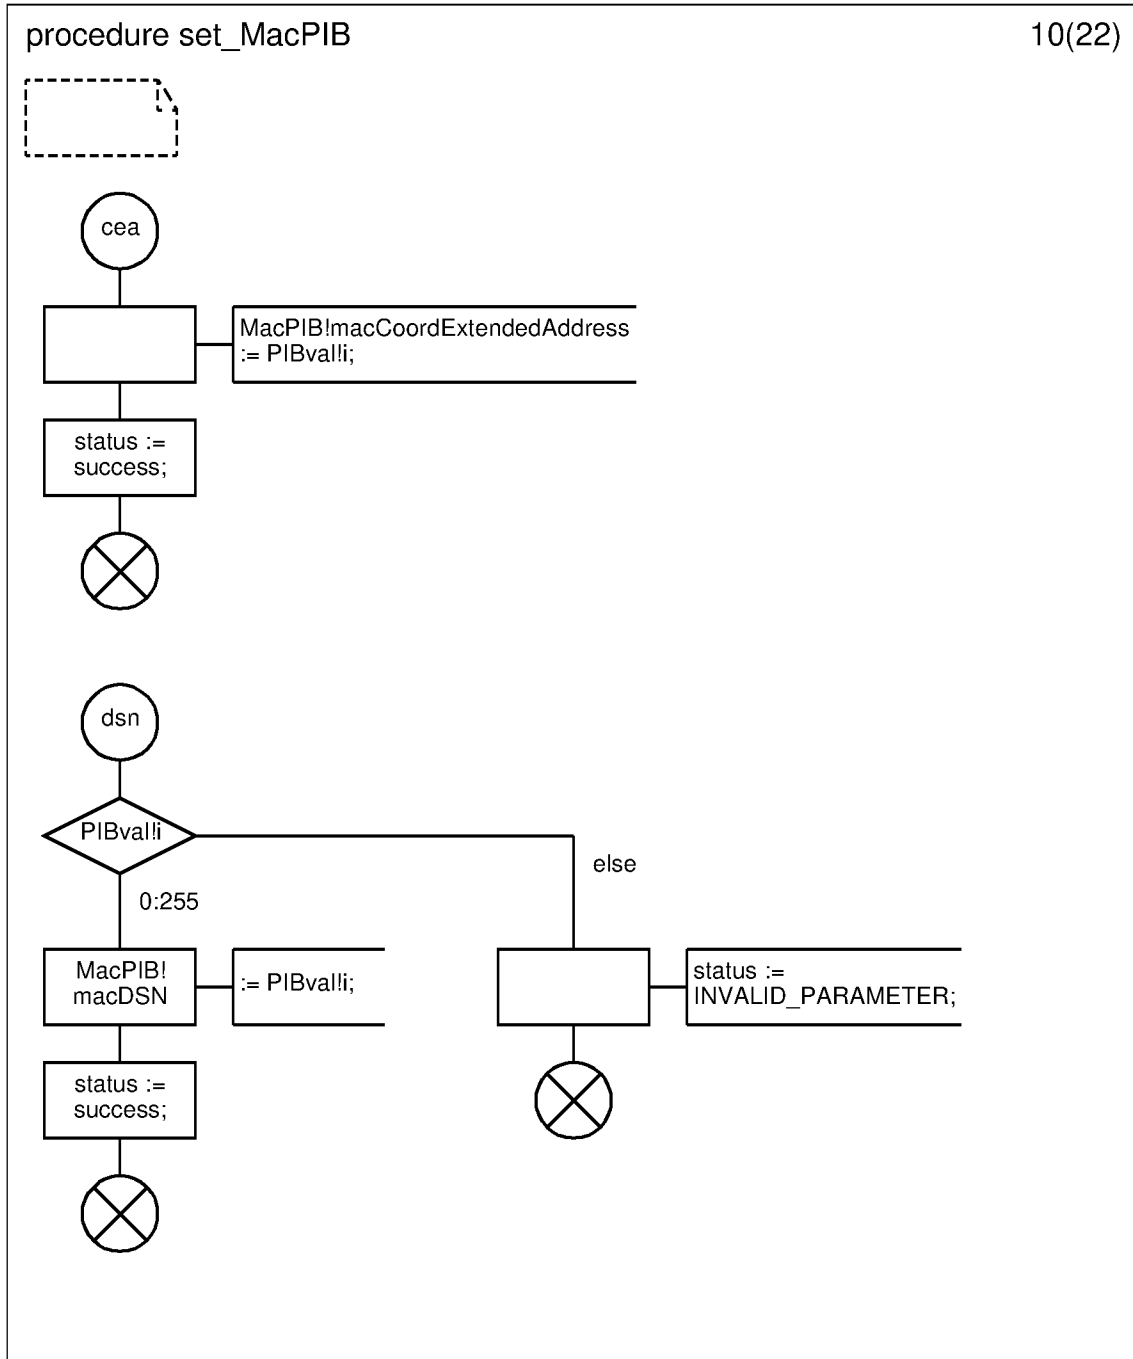 procedure set_MacPIB
10(22)
cea
MacPIB!macCoordExtendedAddress
:= PIBval!i;
status :=
success;
dsn
PIBval!i
else
0:255
MacPIB!
macDSN
:= PIBval!i;
status :=
INVALID_PARAMETER;
status :=
success;